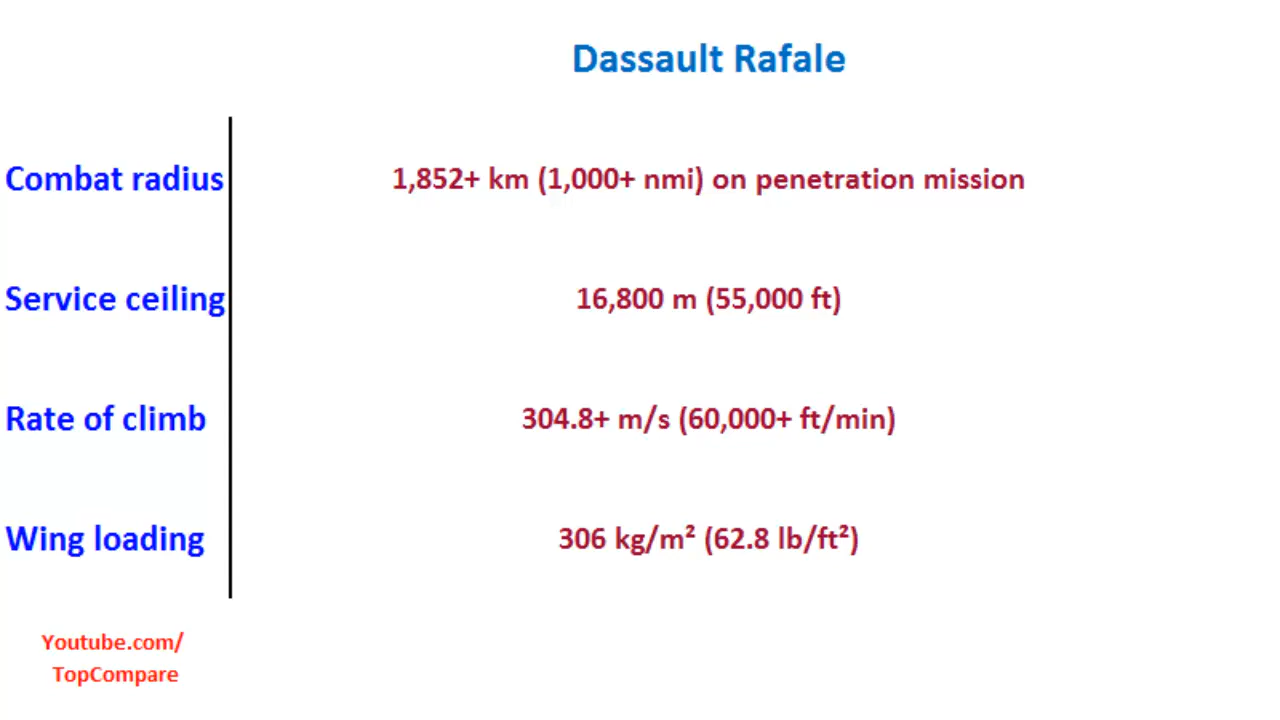 Dassault Rafale
Combat radius 1,852+ km (1,000+ nmi) on penetration mission
Service ceiling 16,800 m (55,000 ft)
Rate of climb 304.8+ m/s (60,000+ ft/min)
Wing loading 306 kg/m² (62.8 lb/ft²)
Youtube.com/
TopCompare